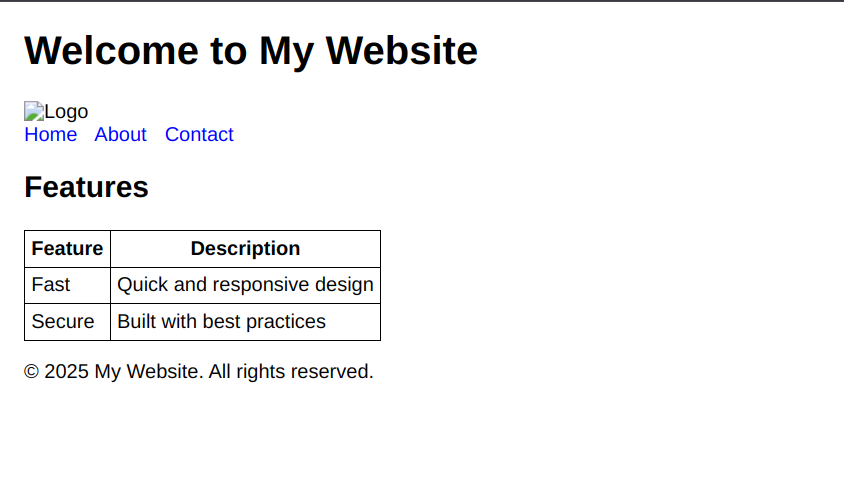 Welcome to My Website
Logo
Home About Contact
Features
Feature Description
Fast Quick and responsive design
Secure Built with best practices
© 2025 My Website. All rights reserved.